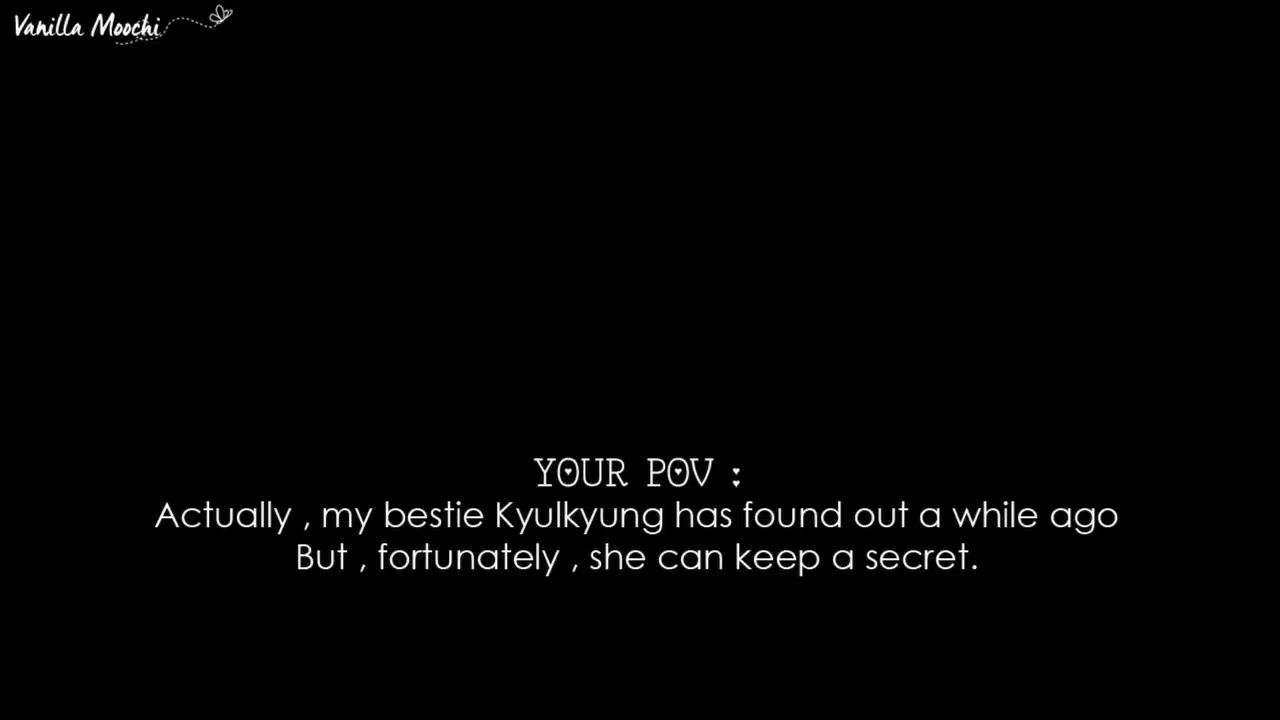 Vanilla Moochi
YOUR POV :
Actually , my bestie Kyulkyung has found out a while ago
But , fortunately , she can keep a secret.